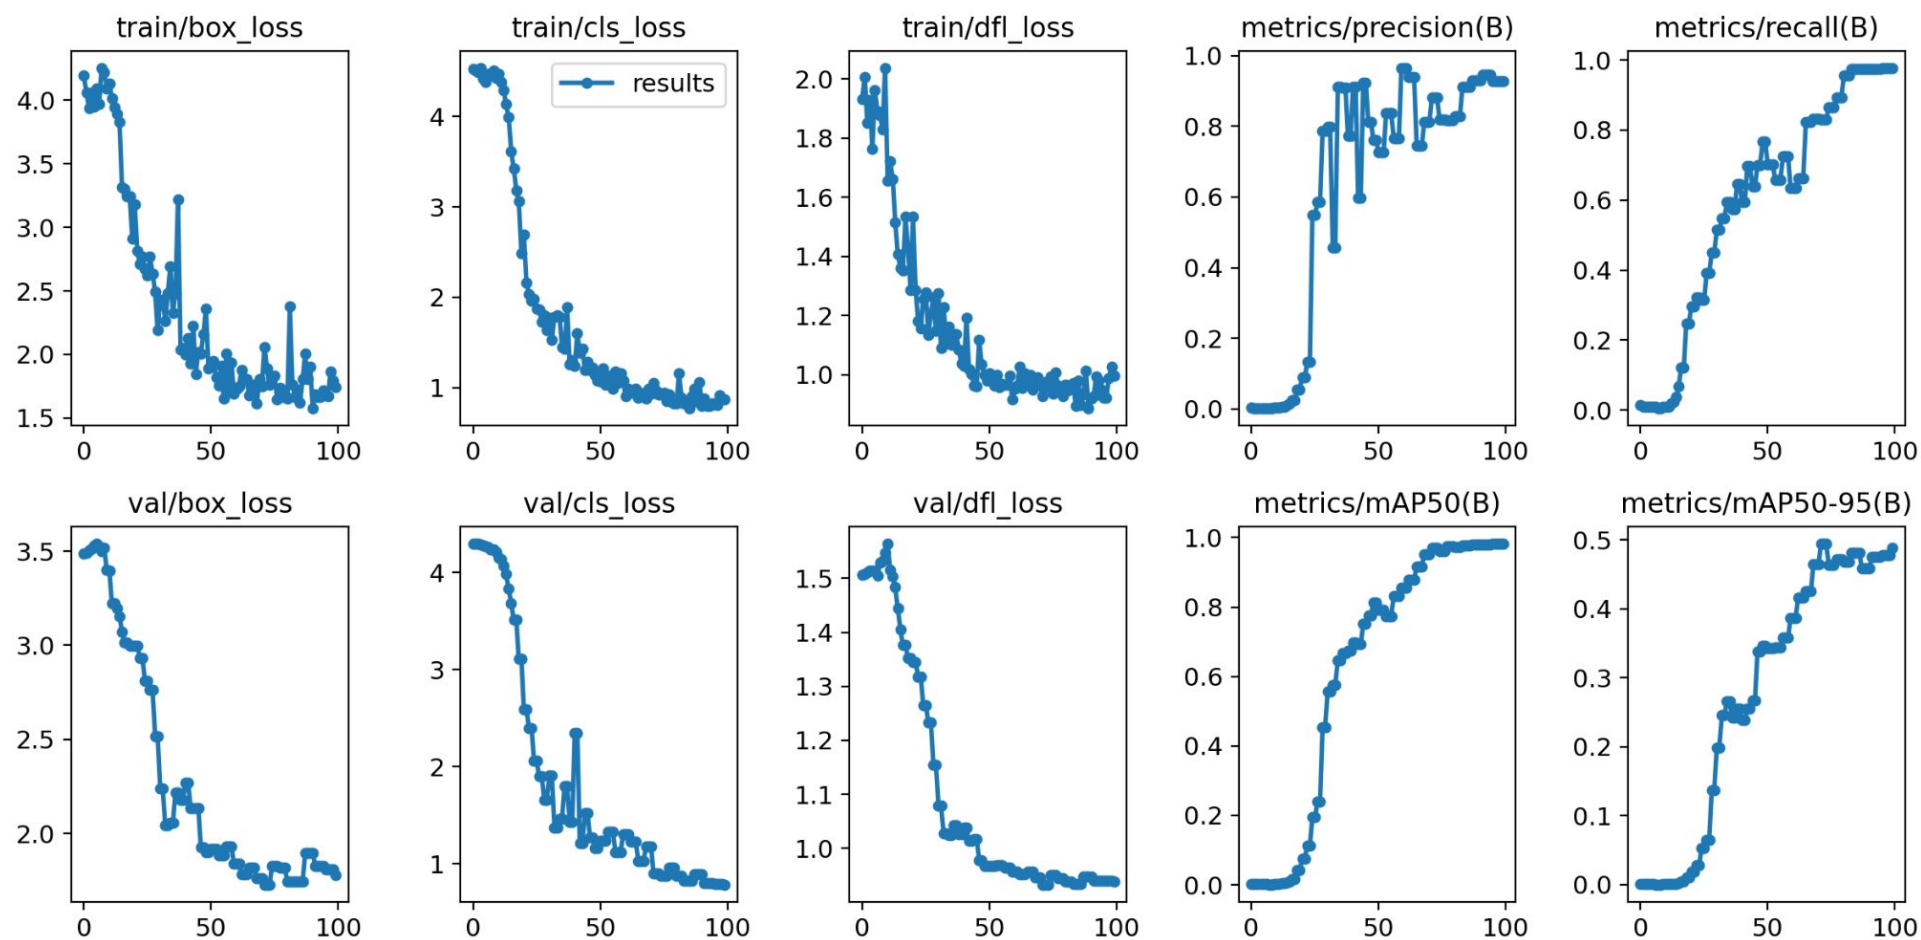 train/box_loss
4.0
3.5
3.0
2.5
2.0
1.5
0 50 100
train/cls_loss
results
4
3
2
1
0 50 100
train/dfl_loss
2.0
1.8
1.6
1.4
1.2
1.0
0 50 100
metrics/precision(B)
1.0
0.8
0.6
0.4
0.2
0.0
0 50 100
metrics/recall(B)
1.0
0.8
0.6
0.4
0.2
0.0
0 50 100
val/box_loss
3.5
3.0
2.5
2.0
0 50 100
val/cls_loss
4
3
2
1
0 50 100
val/dfl_loss
1.5
1.4
1.3
1.2
1.1
1.0
0 50 100
metrics/mAP50(B)
1.0
0.8
0.6
0.4
0.2
0.0
0 50 100
metrics/mAP50-95(B)
0.5
0.4
0.3
0.2
0.1
0.0
0 50 100